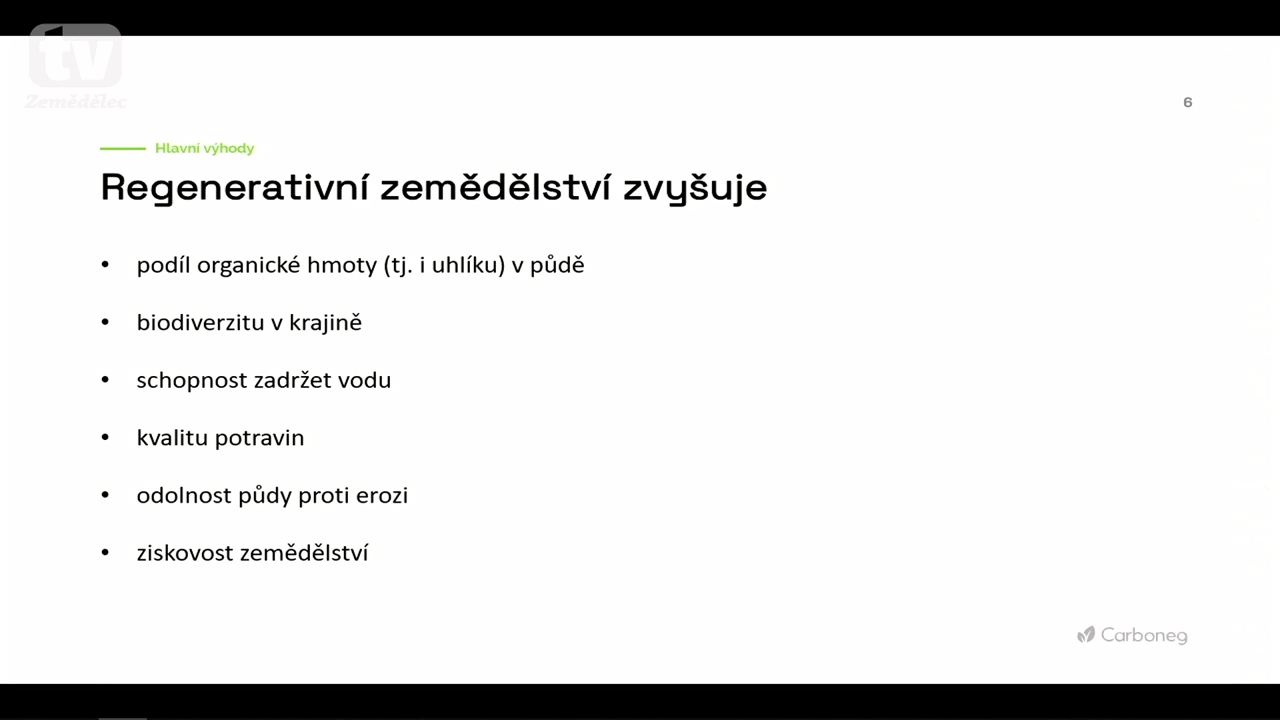 tv
Zemědělec
6
Hlavní výhody
Regenerativní zemědělství zvyšuje
• podíl organické hmoty (tj. i uhlíku) v půdě
• biodiverzitu v krajině
• schopnost zadržet vodu
• kvalitu potravin
• odolnost půdy proti erozi
• ziskovost zemědělství
Carboneg